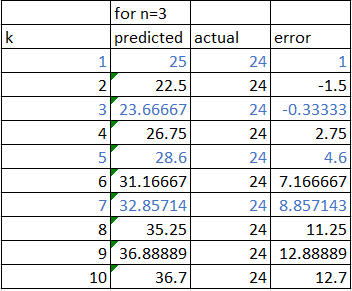 for n=3
k predicted actual error
1 25 24 1
2 22.5 24 -1.5
3 23.66667 24 -0.33333
4 26.75 24 2.75
5 28.6 24 4.6
6 31.16667 24 7.166667
7 32.85714 24 8.857143
8 35.25 24 11.25
9 36.88889 24 12.88889
10 36.7 24 12.7